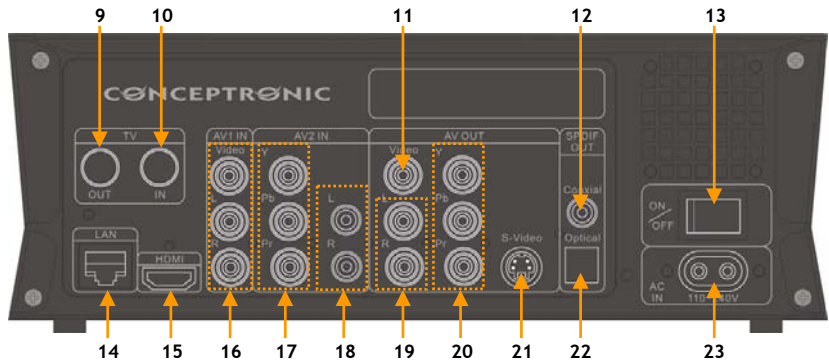 9 10 11 12 13
CONCEPTRONIC
TV AV1 IN AV2 IN AV OUT SPDIF OUT
Video Y Video Y
OUT IN
L Pb L L Pb Coaxial
ON/OFF
LAN HDMI
R Pr R R Pr S-Video Optical
AC IN 110
40V
14 15 16 17 18 19 20 21 22 23